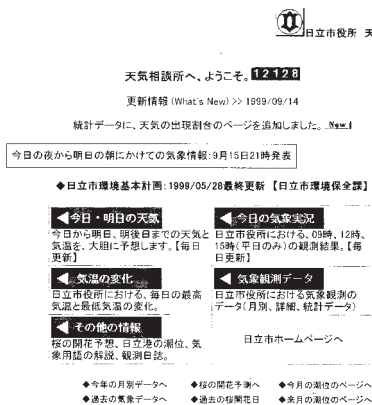 日立市役所 天
天気相談所へ、ようこそ。 12128
更新情報 (What's New) >> 1999/09/14
統計データに、天気の出現割合のページを追加しました。 New!
今日の夜から明日の朝にかけての気象情報:9月15日21時発表
◆日立市環境基本計画:1999/05/28最終更新 【日立市環境保全課】
今日・明日の天気
今日から明日、明後日までの天気と
気温を、大胆に予想します。【毎日
更新】
今日の気象実況
日立市役所における、09時、12時、
15時(平日のみ)の観測結果。【毎
日更新】
気温の変化
日立市役所における、毎日の最高
気温と最低気温の変化。
気象観測データ
日立市役所における気象観測の
データ(月別、詳細、統計データ)
その他の情報
桜の開花予想、日立港の潮位、気
象用語の解説、観測日誌。
日立市ホームページへ
◆今年の月別データへ ◆桜の開花予測へ ◆今月の潮位のページへ
◆過去の気象データへ ◆過去の桜開花日 ◆来月の潮位のページへ